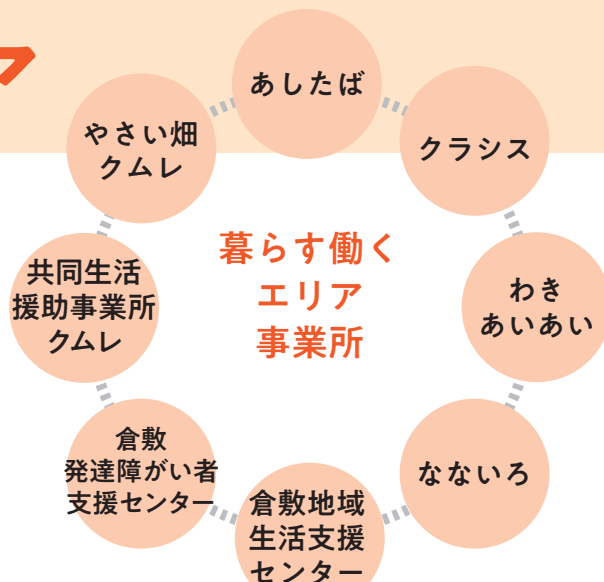 あしたば
クラシス
わき
あいあい
なないろ
倉敷地域
生活支援
センター
倉敷
発達障がい者
支援センター
共同生活
援助事業所
クムレ
やさい畑
クムレ
暮らす働く
エリア
事業所